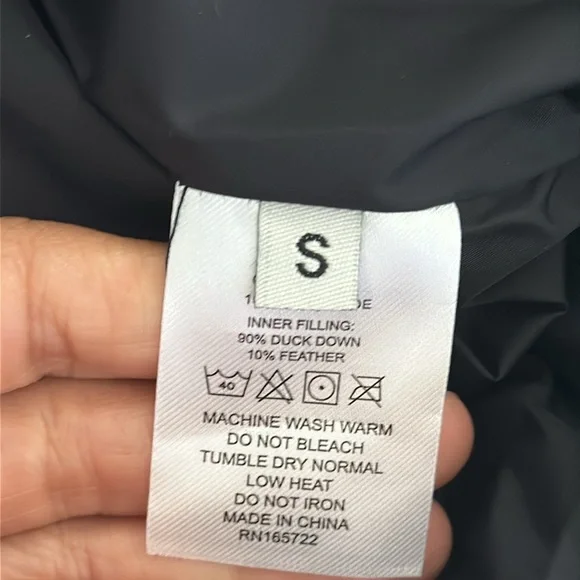 S
INNER FILLING:
90% DUCK DOWN
10% FEATHER
40
MACHINE WASH WARM
DO NOT BLEACH
TUMBLE DRY NORMAL
LOW HEAT
DO NOT IRON
MADE IN CHINA
RN165722